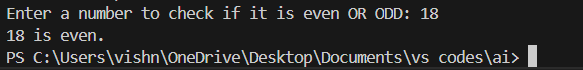 Enter a number to check if it is even OR ODD: 18
18 is even.
PS C:\Users\vishn\OneDrive\Desktop\Documents\vs codes\ai>